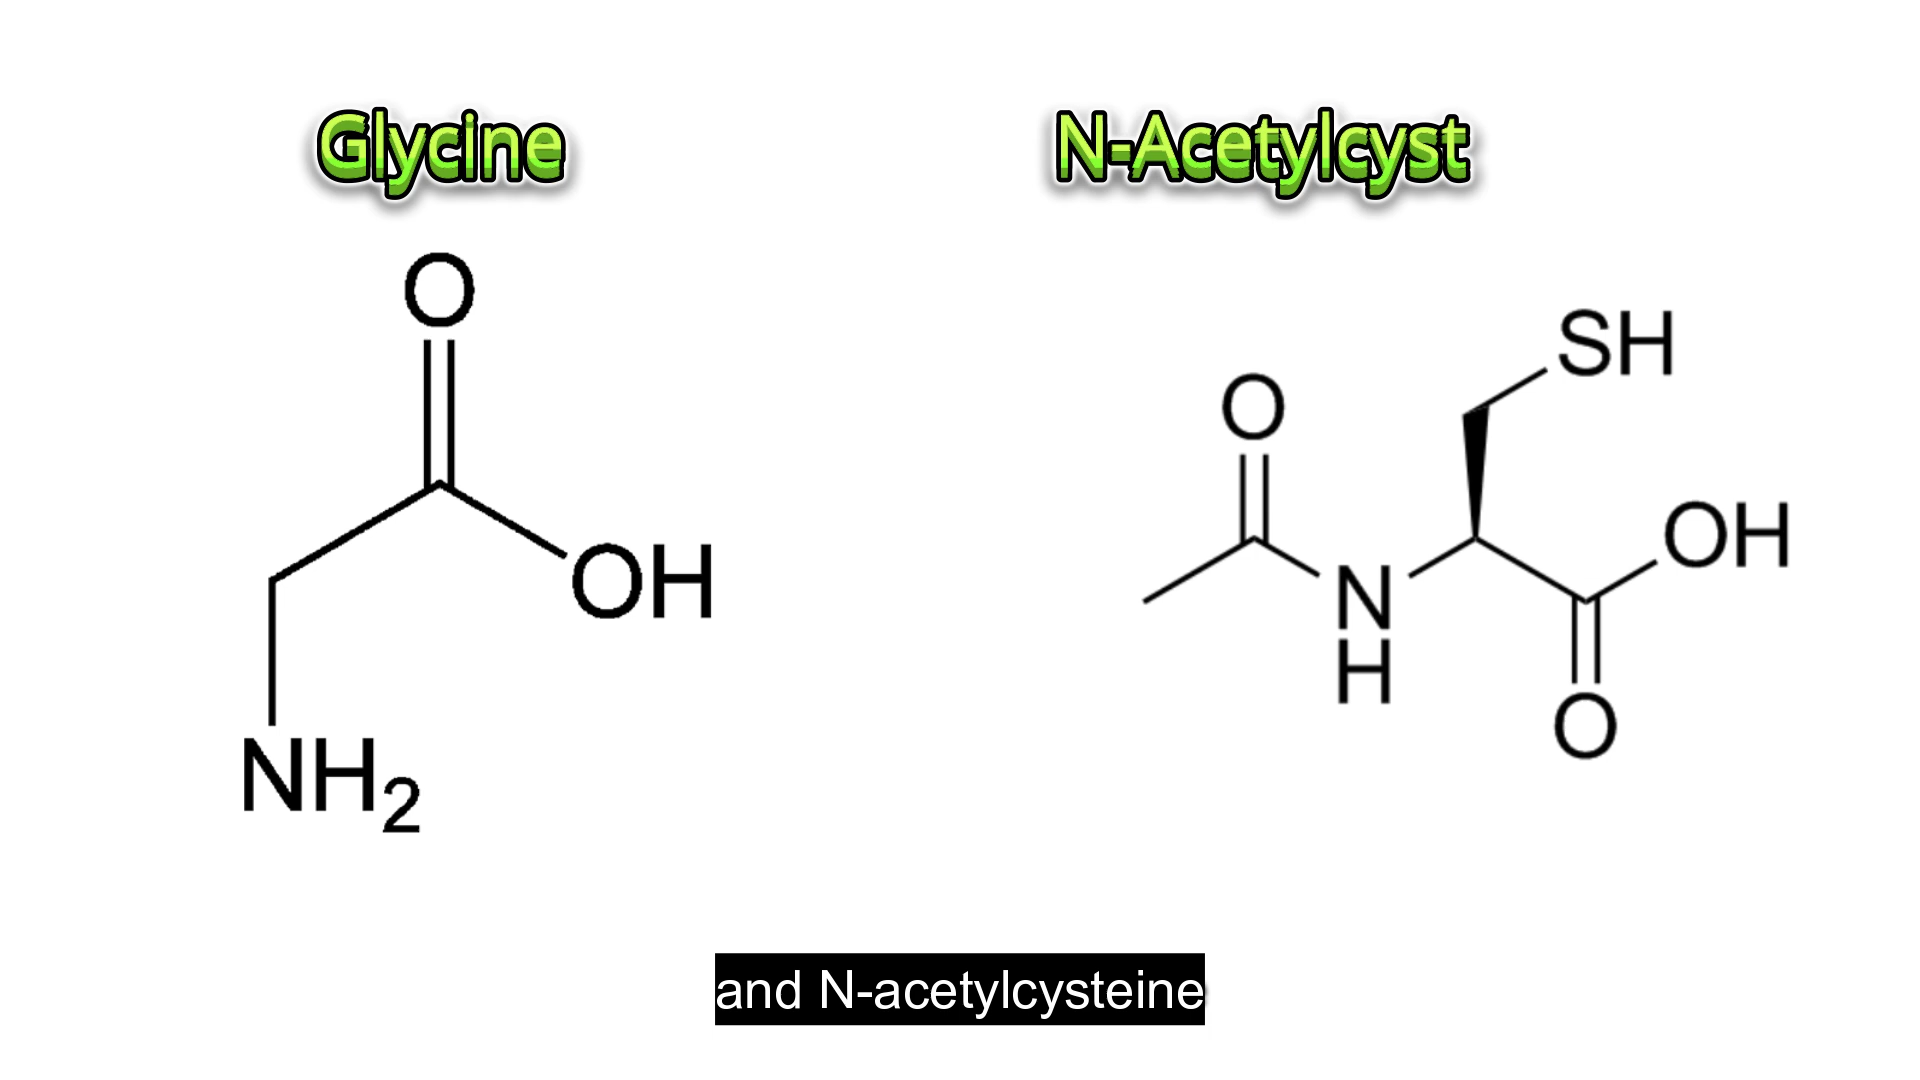 Glycine
N-Acetylcyst
O
OH
NH2
O
SH
N
H
OH
O
and N-acetylcysteine